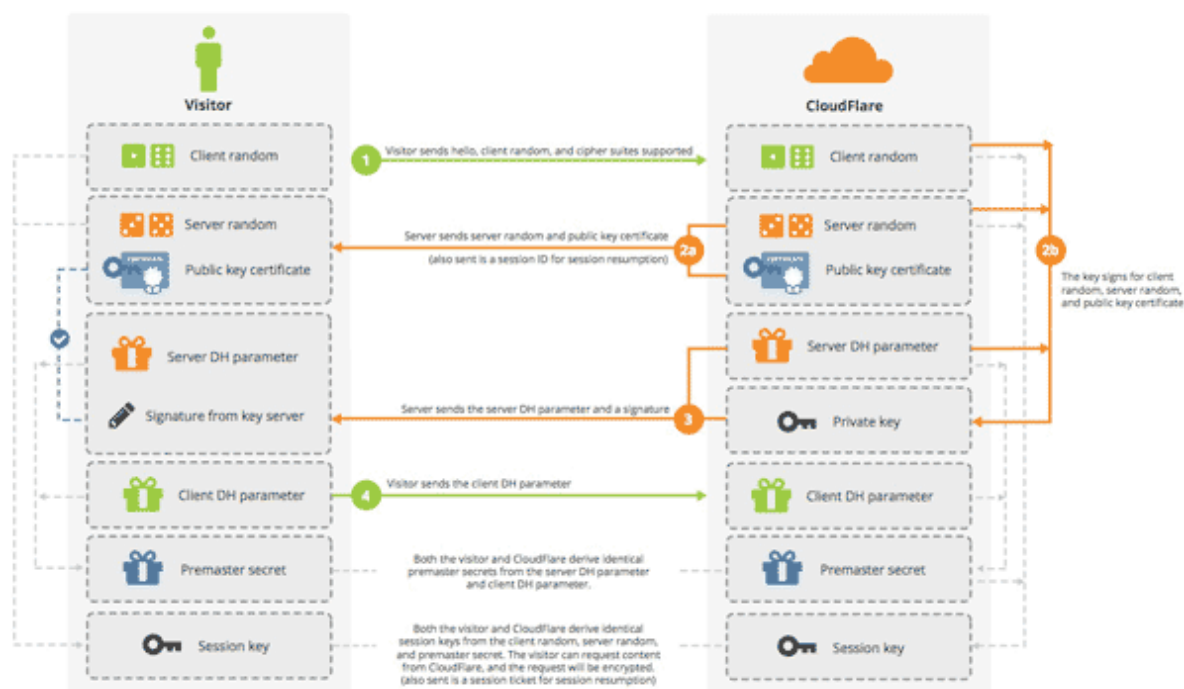 Visitor
CloudFlare
Client random
1
Visitor sends hello, client random, and cipher suites supported
Client random
Server random
Public key certificate
Server sends server random and public key certificate
(also sent is a session ID for session resumption)
2a
Server random
Public key certificate
2b
The key signs for client
random, server random,
and public key certificate
Server DH parameter
Signature from key server
Server sends the server DH parameter and a signature
3
Server DH parameter
Private key
Client DH parameter
4
Visitor sends the client DH parameter
Client DH parameter
Premaster secret
Both the visitor and CloudFlare derive identical
premaster secrets from the server DH parameter
and client DH parameter.
Premaster secret
Session key
Both the visitor and CloudFlare derive identical
session keys from the client random, server random,
and premaster secret. The visitor can request content
from CloudFlare, and the request will be encrypted.
(also sent is a session ticket for session resumption)
Session key